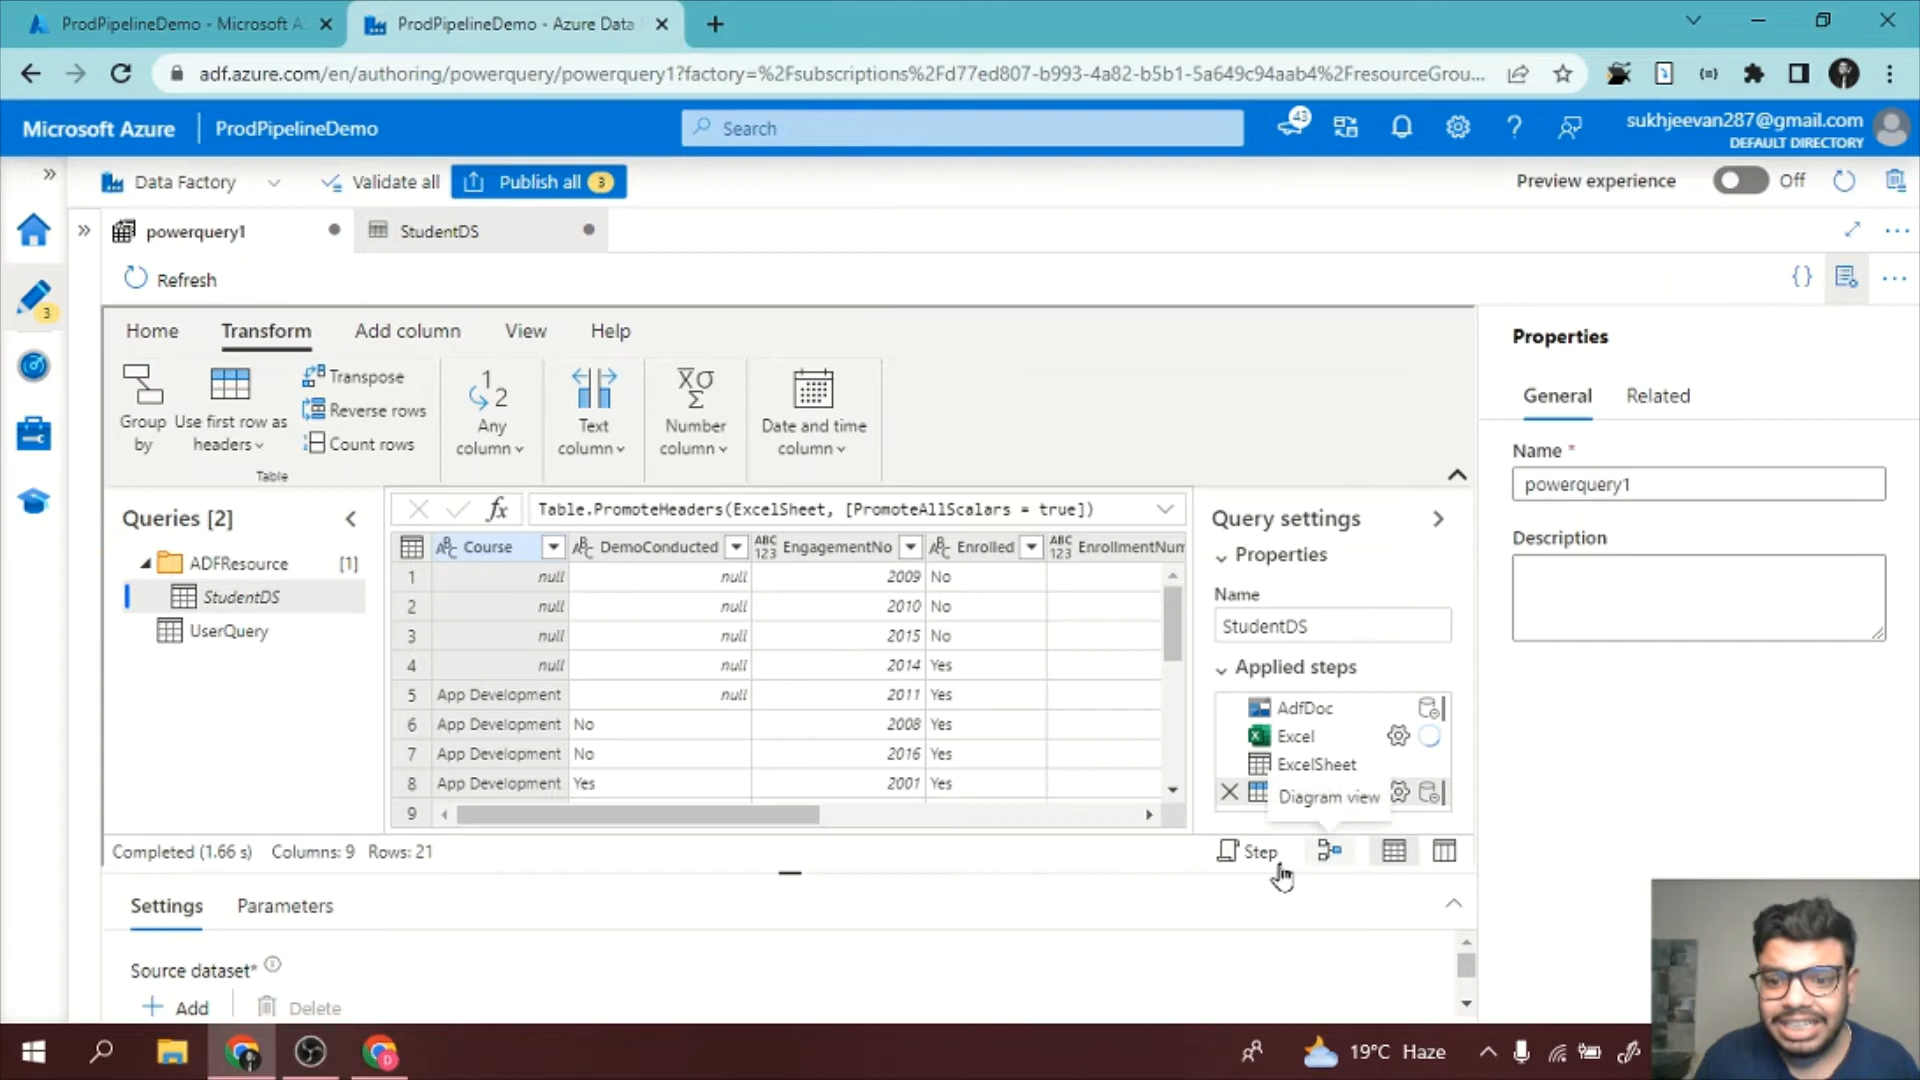 ProdPipelineDemo - Microsoft A
ProdPipelineDemo - Azure Data
adf.azure.com/en/authoring/powerquery/powerquery1?factory=%2Fsubscriptions%2Fd77ed807-b993-4a82-b5b1-5a649c94aab4%2FresourceGrou...
Microsoft Azure
ProdPipelineDemo
Search
43
sukhjeevan287@gmail.com
DEFAULT DIRECTORY
Data Factory
Validate all
Publish all 3
Preview experience
Off
powerquery1
StudentDS
Refresh
3
Home Transform Add column View Help
Group by
Use first row as headers
Transpose
Reverse rows
Count rows
Table
Any column
Text column
Number column
Date and time column
Properties
General Related
Name *
powerquery1
Description
Queries [2]
ADFResource [1]
StudentDS
UserQuery
fx Table.PromoteHeaders(ExcelSheet, [PromoteAllScalars = true])
Course DemoConducted EngagementNo Enrolled EnrollmentNum
1 null null 2009 No
2 null null 2010 No
3 null null 2015 No
4 null null 2014 Yes
5 App Development null 2011 Yes
6 App Development No 2008 Yes
7 App Development No 2016 Yes
8 App Development Yes 2001 Yes
9
Query settings
Properties
Name
StudentDS
Applied steps
AdfDoc
Excel
ExcelSheet
Diagram view
Completed (1.66 s) Columns: 9 Rows: 21
Step
Settings Parameters
Source dataset*
Add Delete
19°C Haze